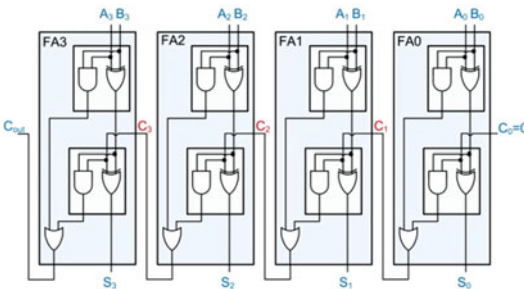 A₃ B₃ A₂ B₂ A₁ B₁ A₀ B₀
FA3 FA2 FA1 FA0
Cout C₃ C₂ C₁ C₀=0
S₃ S₂ S₁ S₀